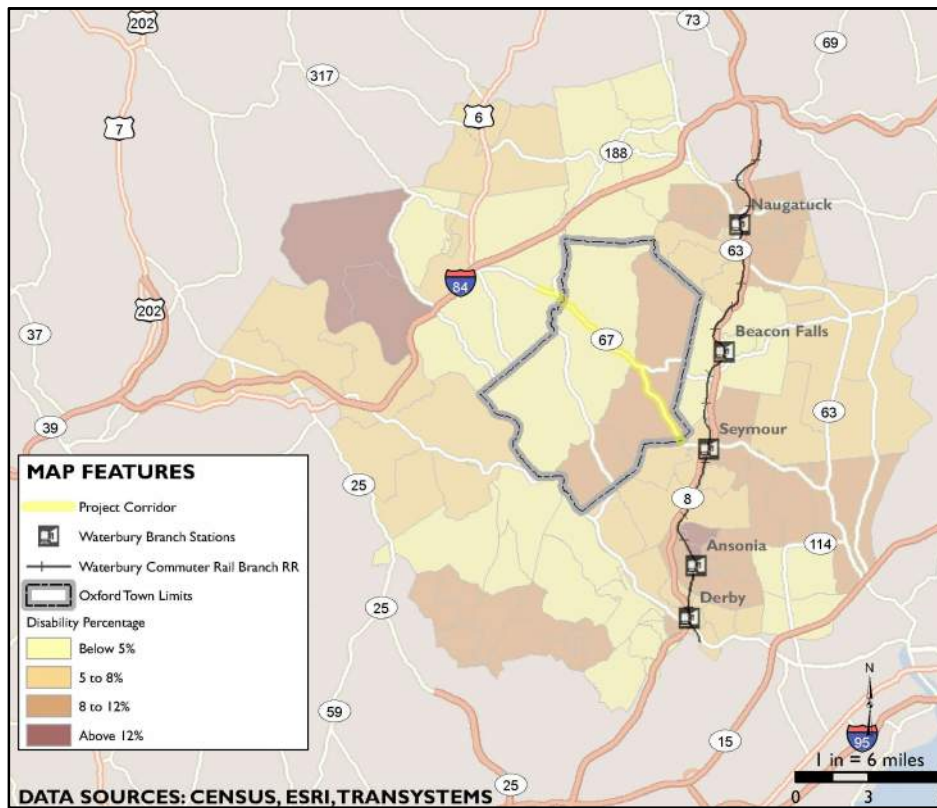 202
73
69
317
6
7
188
Naugatuck
63
84
202
37
67
Beacon Falls
63
39
Seymour
MAP FEATURES
Project Corridor
Waterbury Branch Stations
Waterbury Commuter Rail Branch RR
Oxford Town Limits
Disability Percentage
Below 5%
5 to 8%
8 to 12%
Above 12%
25
8
Ansonia
114
Derby
25
59
N
95
15
1 in = 6 miles
25
0 3
DATA SOURCES: CENSUS, ESRI, TRANSYSTEMS